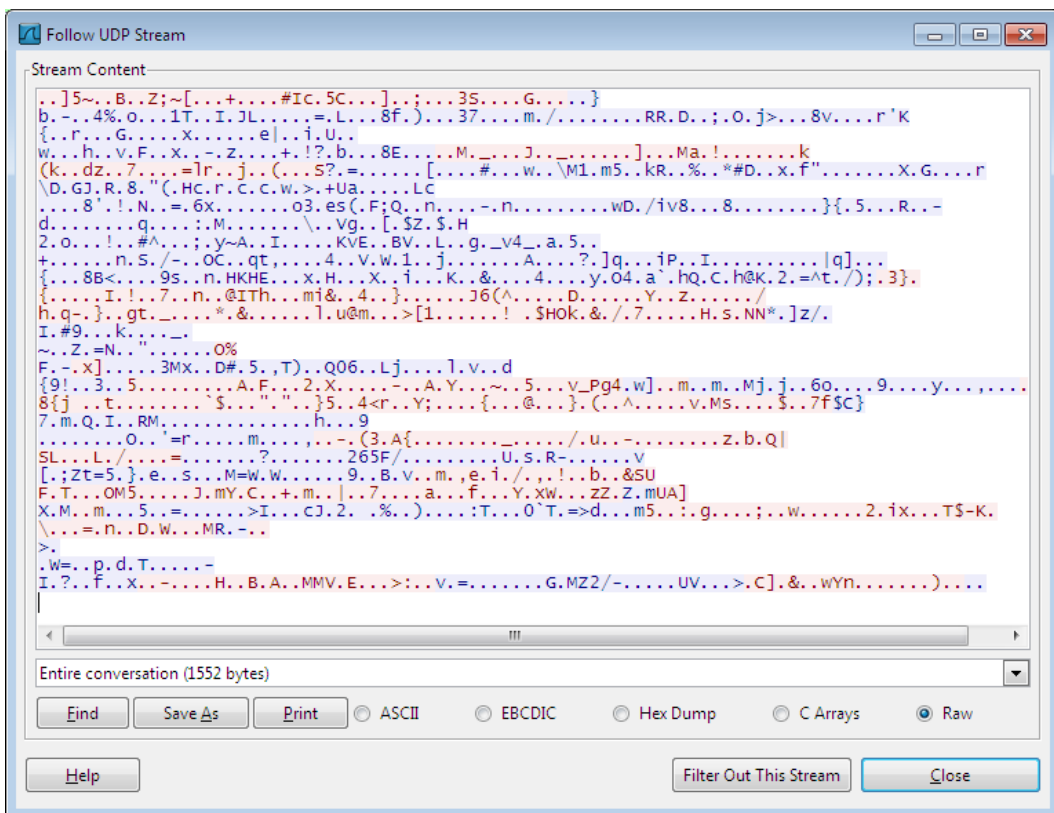 Follow UDP Stream
Stream Content
..]5~..B..Z;~[...+....#Ic.5C...]..;...3S....G.....}
b.-..4%.o...1T..I.JL.....=.L...8f.)...37....m./........RR.D..;.O.j>...8v....r'K
{..r...G.....x......e|..i.U..
w...h..v.F..x..-.z....+.!?.b...8E.....M._...J.._......]...Ma.!.......k
(k..dz..7....=]r..j..(...S?.=......[....#...w..\M1.m5..kR..%..*#D..x.f".......X.G....r
\D.GJ.R.8."(.Hc.r.c.c.w.>.+Ua.....Lc
....8'.!.N..=.6x.......o3.es(.F;Q..n....-.n.........wD./iv8...8........}{.5...R..-
d........q....:.M.......\..Vg..[.$Z.$.H
2.o...!..#^...;.y~A..I.....KvE..BV..L..g._v4_.a.5..
+......n.S./-..OC..qt,....4..V.W.1..j.......A....?.]q...iP..I..........|q]...
{...8B<....9s..n.HKHE...x.H...X..i...K..&....4....y.O4.a`.hQ.C.h@K.2.=^t./);.3}.
{.....I.!..7..n..@ITh...mi&..4..}......J6(^.....D......Y..z....../
h.q-.}..gt._....*.&......l.u@m...>[1......! .$HOk.&./.7.....H.s.NN*.]z/.
I.#9...k...._.
~..Z.=N.."......O%
F.-.x].....3Mx..D#.5.,T)..Q06..Lj....l.v..d
{9!..3..5.........A.F...2.X.....-..A.Y...~..5...v_Pg4.w]..m..m..Mj.j..6o....9....y...,....
8{j ..t.........`$..."."..}5..4<r..Y;....{...@...}.(..^.....v.Ms....$..7f$C}
7.m.Q.I..RM..............h...9
........O..'=r.....m....,..-.(3.A{........._...../.u..-........z.b.Q|
SL...L./....=.......?.......265F/.........U.s.R-......v
[.;Zt=5.}.e..s...M=W.W......9..B.v..m.,e.i./.,.!..b..&SU
F.T...OM5.....J.mY.C..+.m..|..7....a...f...Y.xW...zZ.Z.mUA]
X.M..m...5..=......>I...cJ.2. .%..)....:T...0`T.=>d...m5..:.g....;..w......2.ix...T$-K.
\...=.n..D.W...MR.-..
>.
.W=..p.d.T.....-
I.?..f..x..-....H..B.A..MMV.E...>:..v.=.......G.MZ2/-.....UV...>.C].&..wYn.......)....
Entire conversation (1552 bytes)
Find Save As Print ASCII EBCDIC Hex Dump C Arrays Raw
Help Filter Out This Stream Close